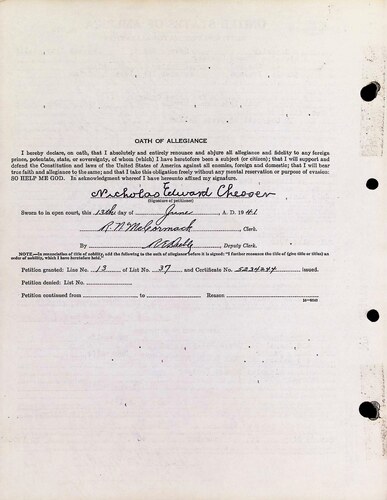 OATH OF ALLEGIANCE
I hereby declare, on oath, that I absolutely and entirely renounce and abjure all allegiance and fidelity to any foreign
prince, potentate, state, or sovereignty, of whom (which) I have heretofore been a subject (or citizen); that I will support and
defend the Constitution and laws of the United States of America against all enemies, foreign and domestic; that I will bear
true faith and allegiance to the same; and that I take this obligation freely without any mental reservation or purpose of evasion:
SO HELP ME GOD. In acknowledgment whereof I have hereunto affixed my signature.
Nicholas Edward Cheeser
(Signature of petitioner)
Sworn to in open court, this 13th day of June, A. D. 1941
R. N. McCormack, Clerk.
By, Deputy Clerk.
NOTE.—In renunciation of title of nobility, add the following to the oath of allegiance before it is signed: "I further renounce the title of (give title or titles) an
order of nobility, which I have heretofore held."
Petition granted: Line No. 13 of List No. 37 and Certificate No. 5234244 issued.
Petition denied: List No.
Petition continued from to Reason